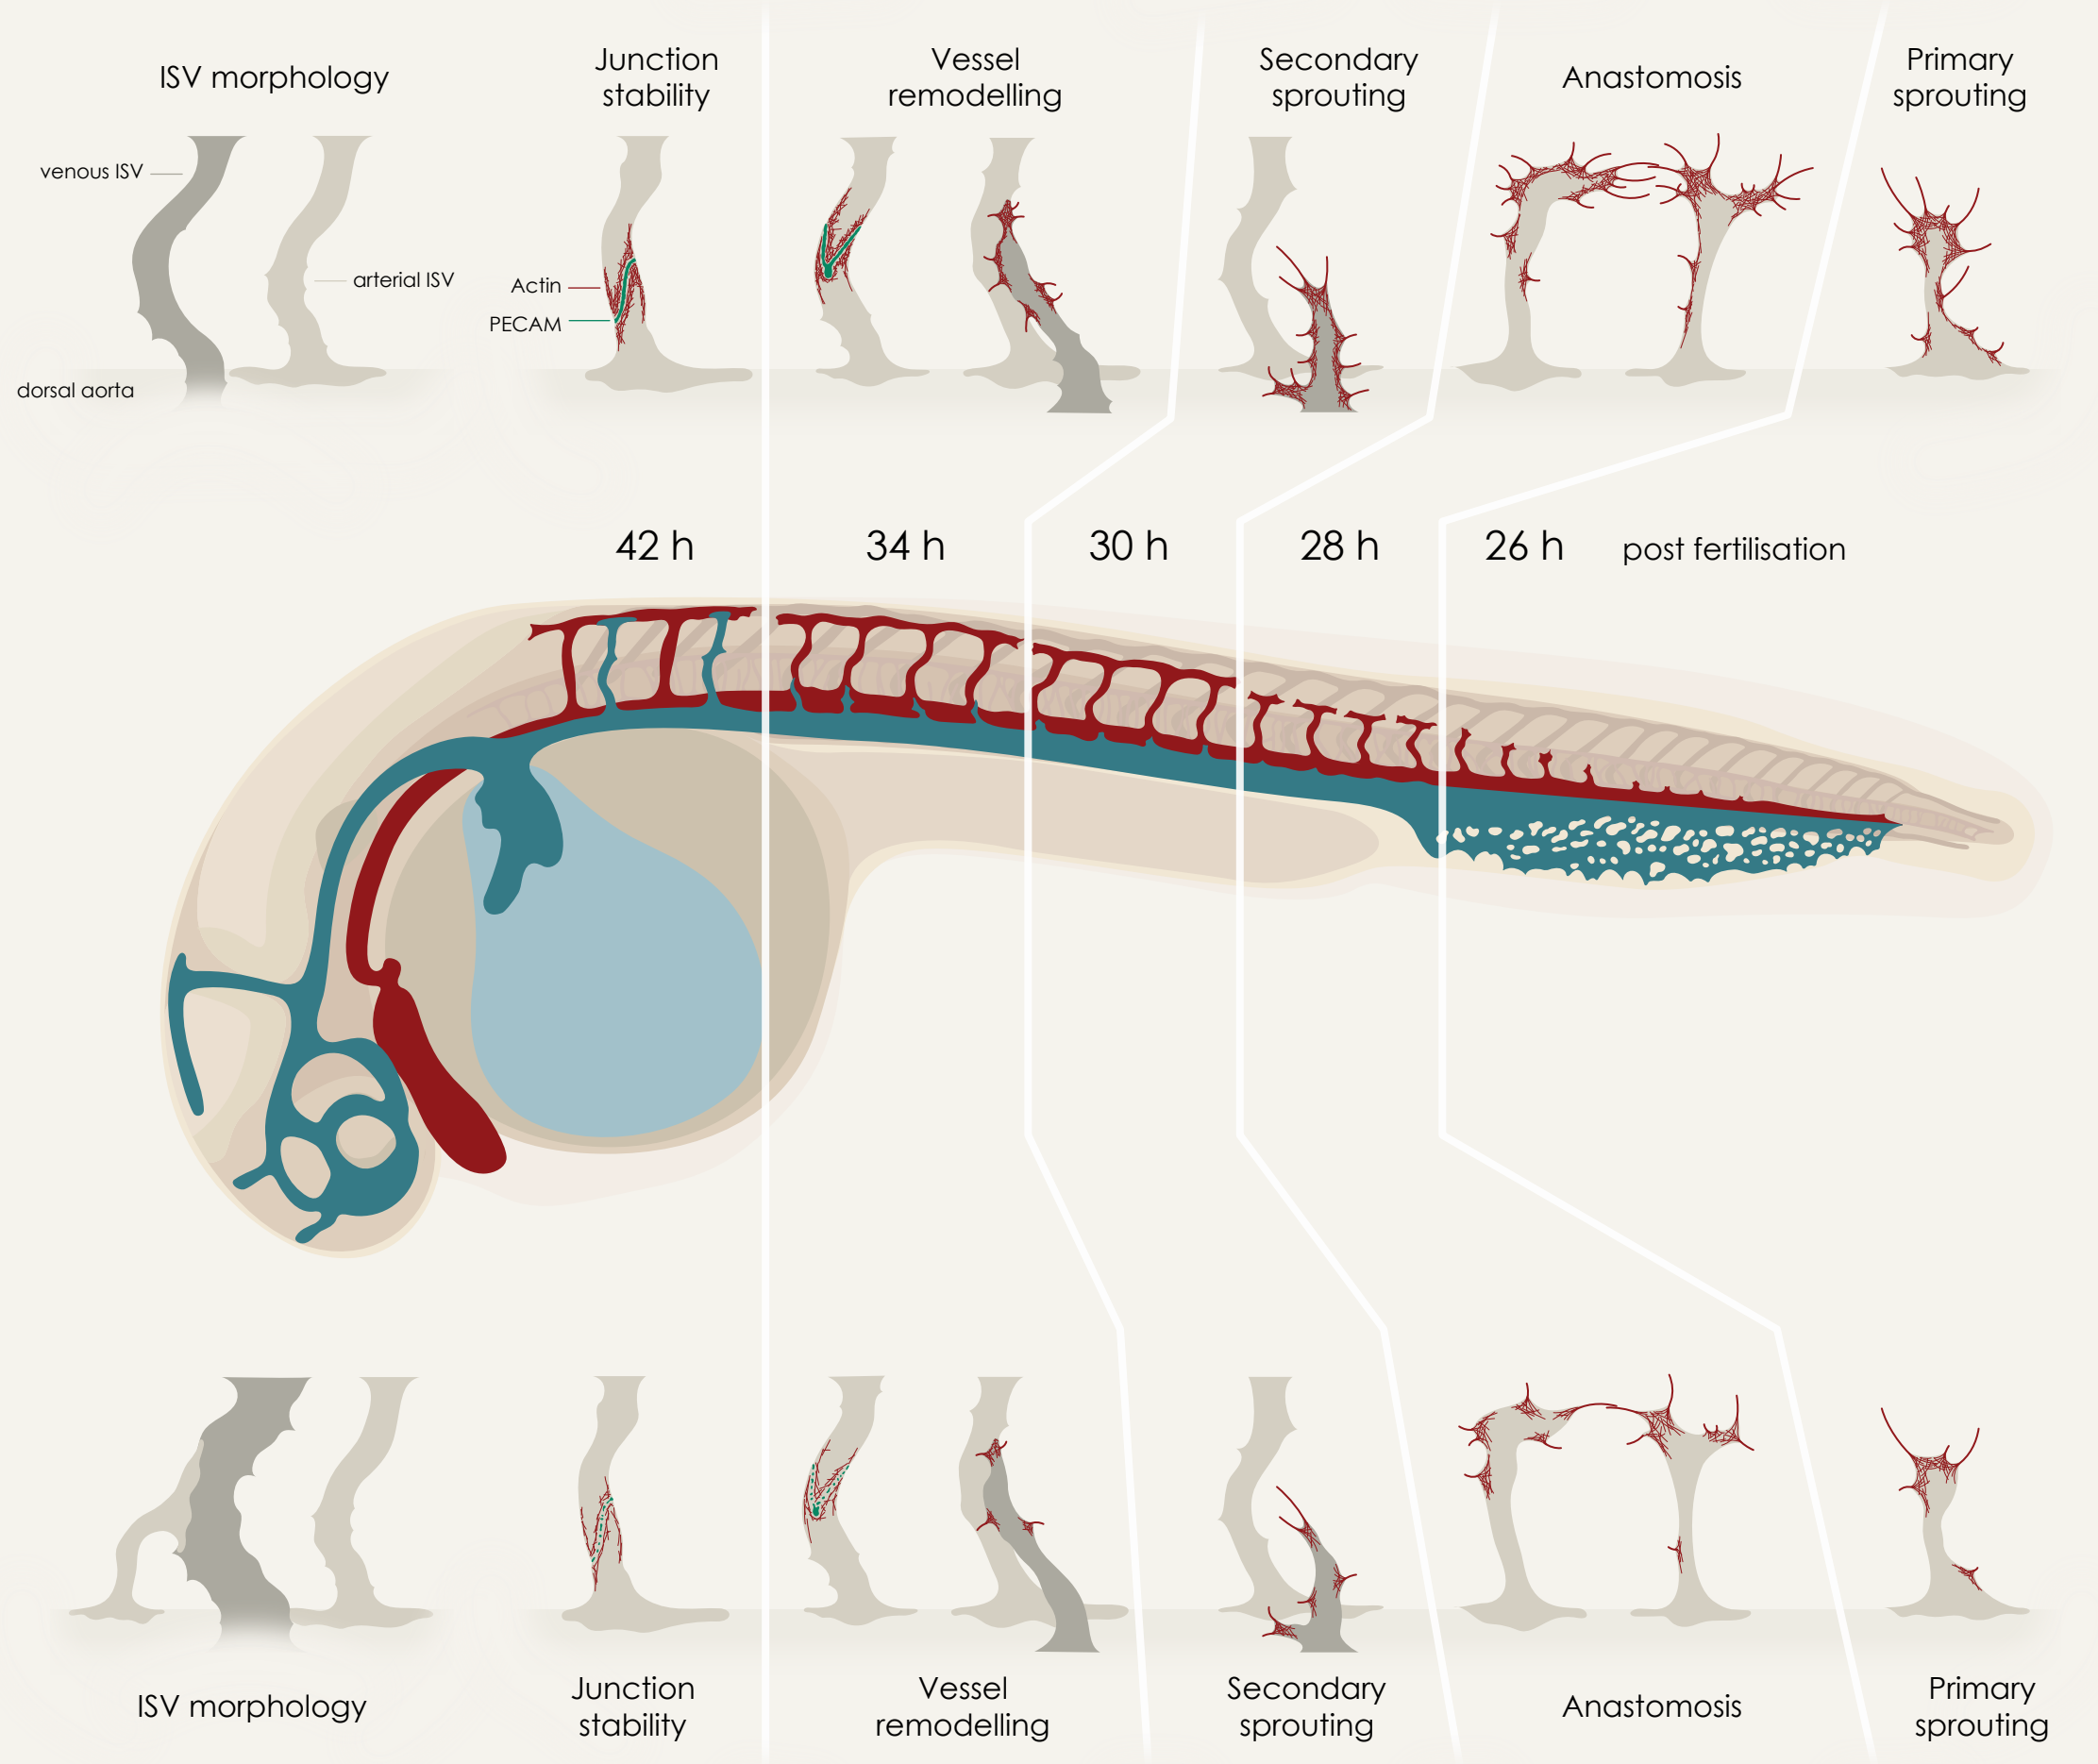 ISV morphology
Junction
stability
Vessel
remodelling
Secondary
sprouting
Anastomosis
Primary
sprouting
venous ISV
arterial ISV
Actin
PECAM
dorsal aorta
42 h
34 h
30 h
28 h
26 h
post fertilisation
ISV morphology
Junction
stability
Vessel
remodelling
Secondary
sprouting
Anastomosis
Primary
sprouting